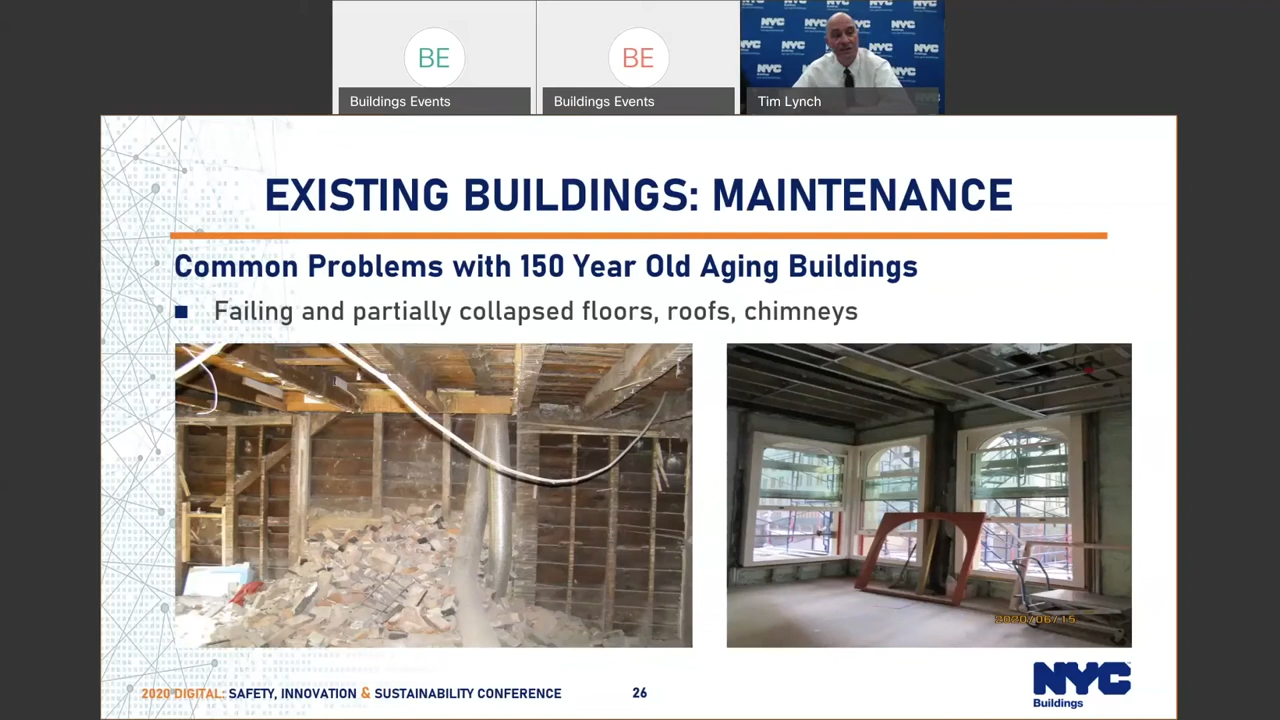 BE
Buildings Events
BE
Buildings Events
NYC
Buildings
Tim Lynch
EXISTING BUILDINGS: MAINTENANCE
Common Problems with 150 Year Old Aging Buildings
Failing and partially collapsed floors, roofs, chimneys
2020/06/15
2020 DIGITAL: SAFETY, INNOVATION & SUSTAINABILITY CONFERENCE
26
NYC
Buildings